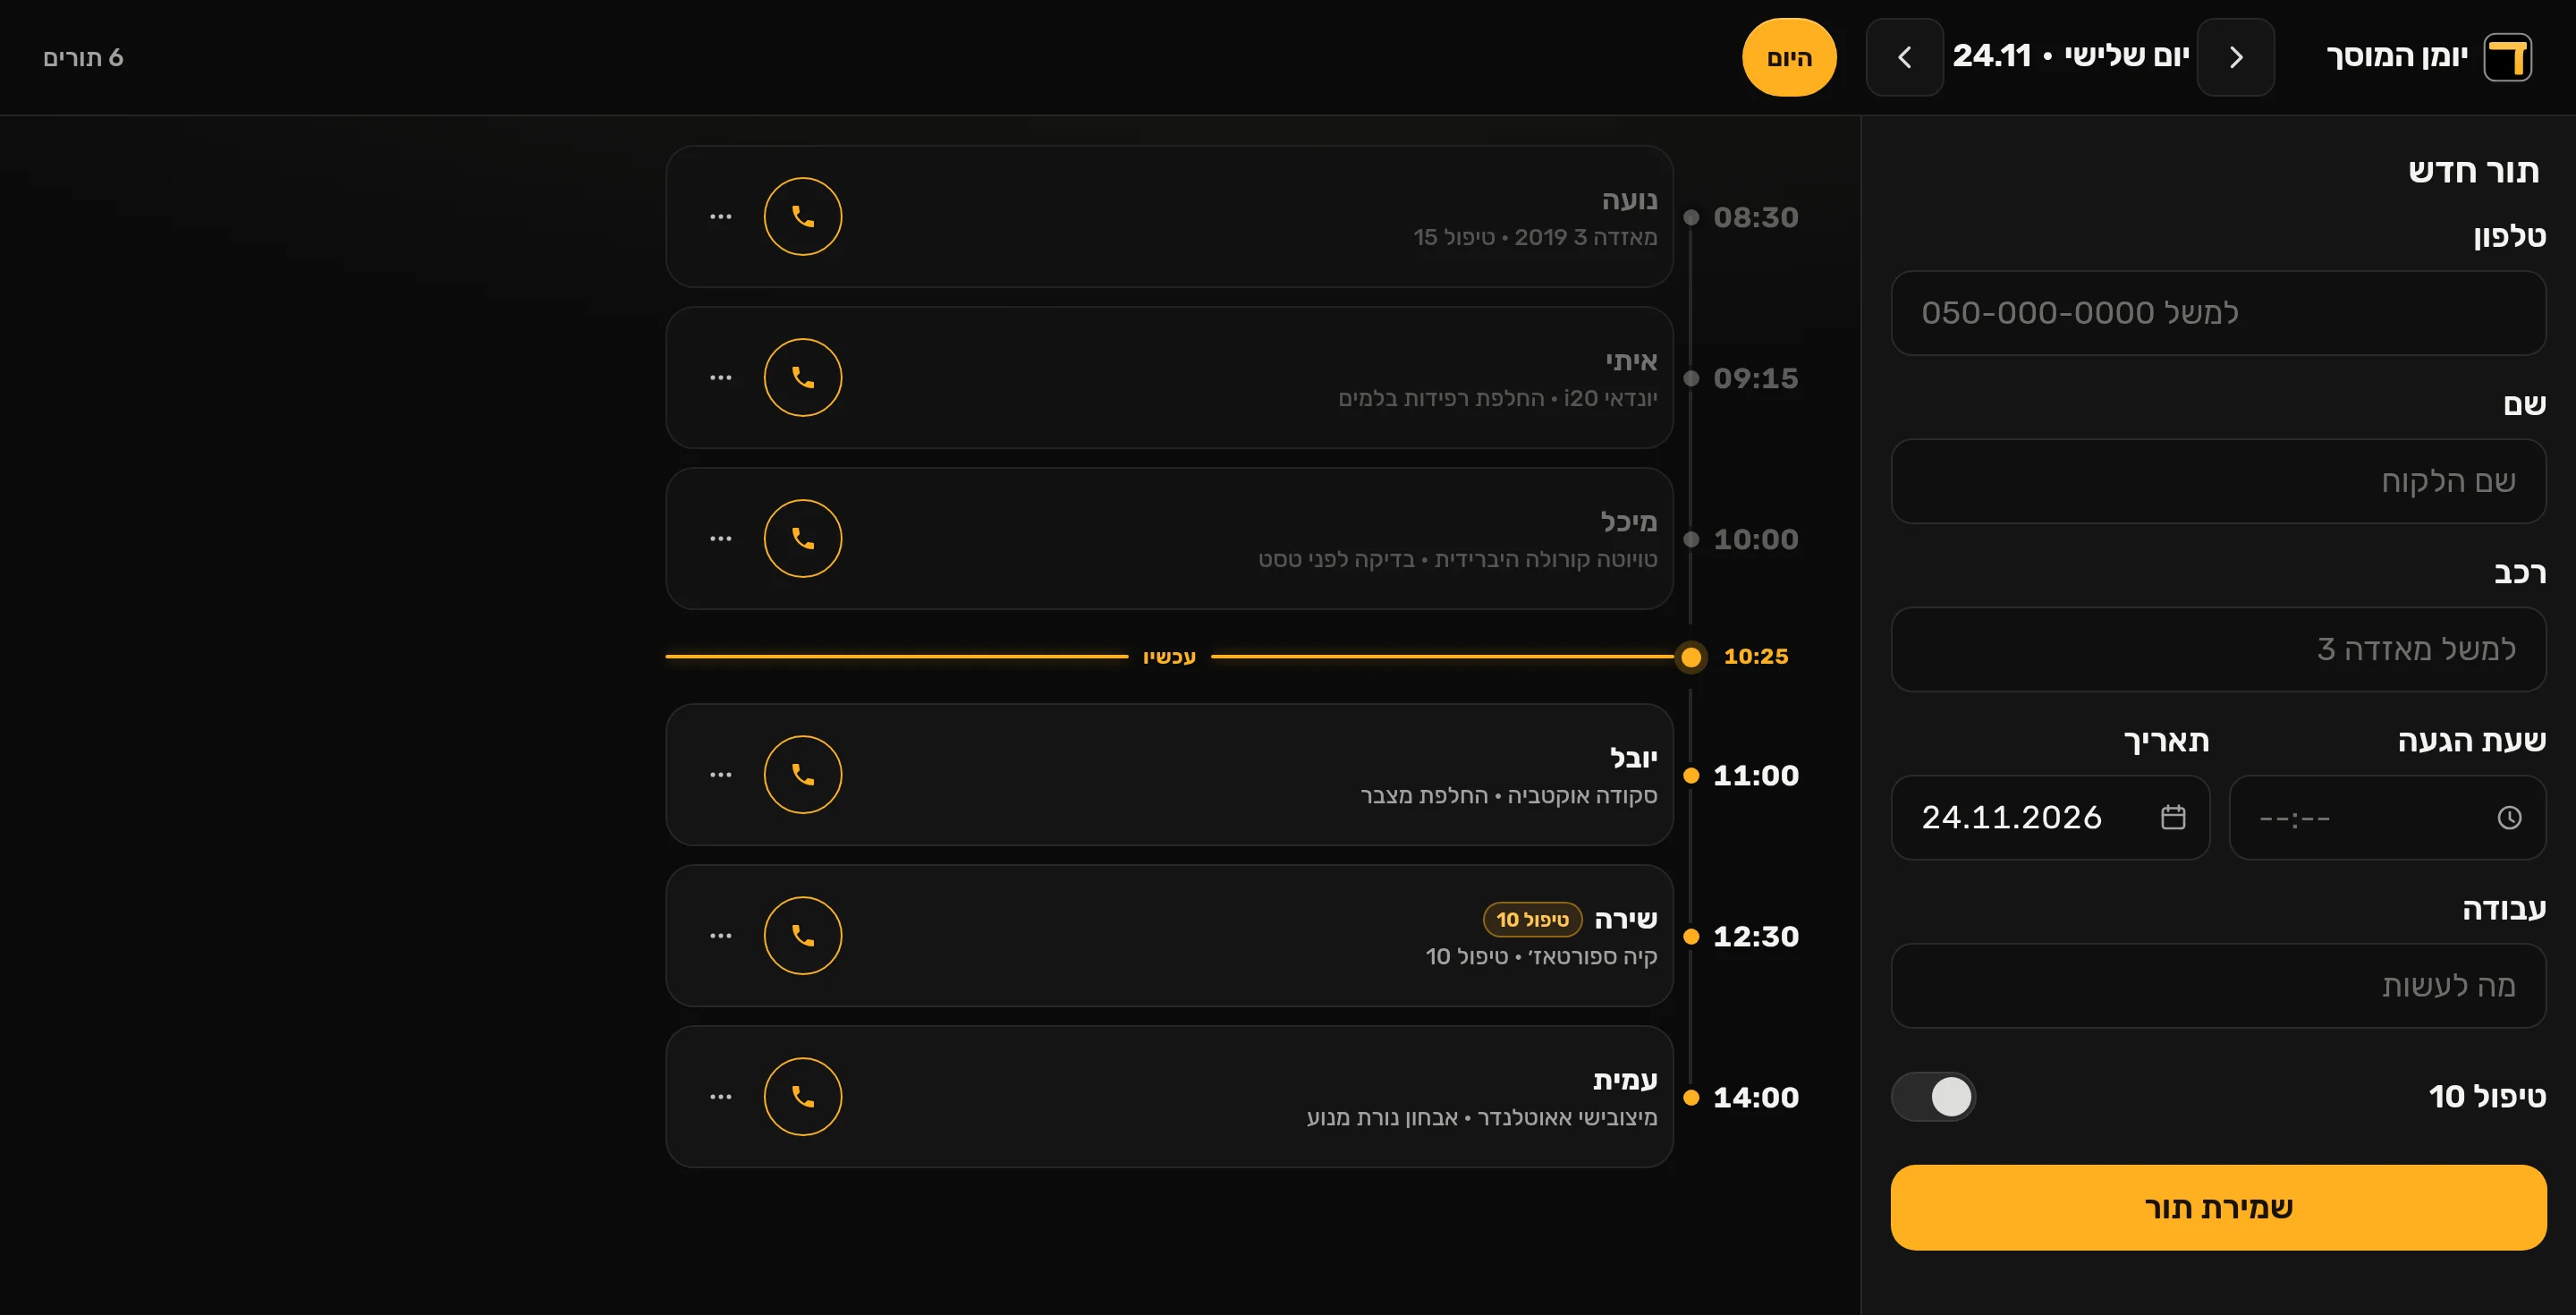 יומן המוסך
יום שלישי • 24.11
היום
6 תורים
תור חדש
טלפון
למשל 050-000-0000
שם
שם הלקוח
רכב
למשל מאזדה 3
שעת הגעה
תאריך
--:--
24.11.2026
עבודה
מה לעשות
טיפול 10
שמירת תור
08:30
נועה
מאזדה 3 2019 • טיפול 15
09:15
איתי
יונדאי i20 • החלפת רפידות בלמים
10:00
מיכל
טויוטה קורולה היברידית • בדיקה לפני טסט
10:25
עכשיו
11:00
יובל
סקודה אוקטביה • החלפת מצבר
12:30
שירה טיפול 10
קיה ספורטאז׳ • טיפול 10
14:00
עמית
מיצובישי אאוטלנדר • אבחון נורת מנוע